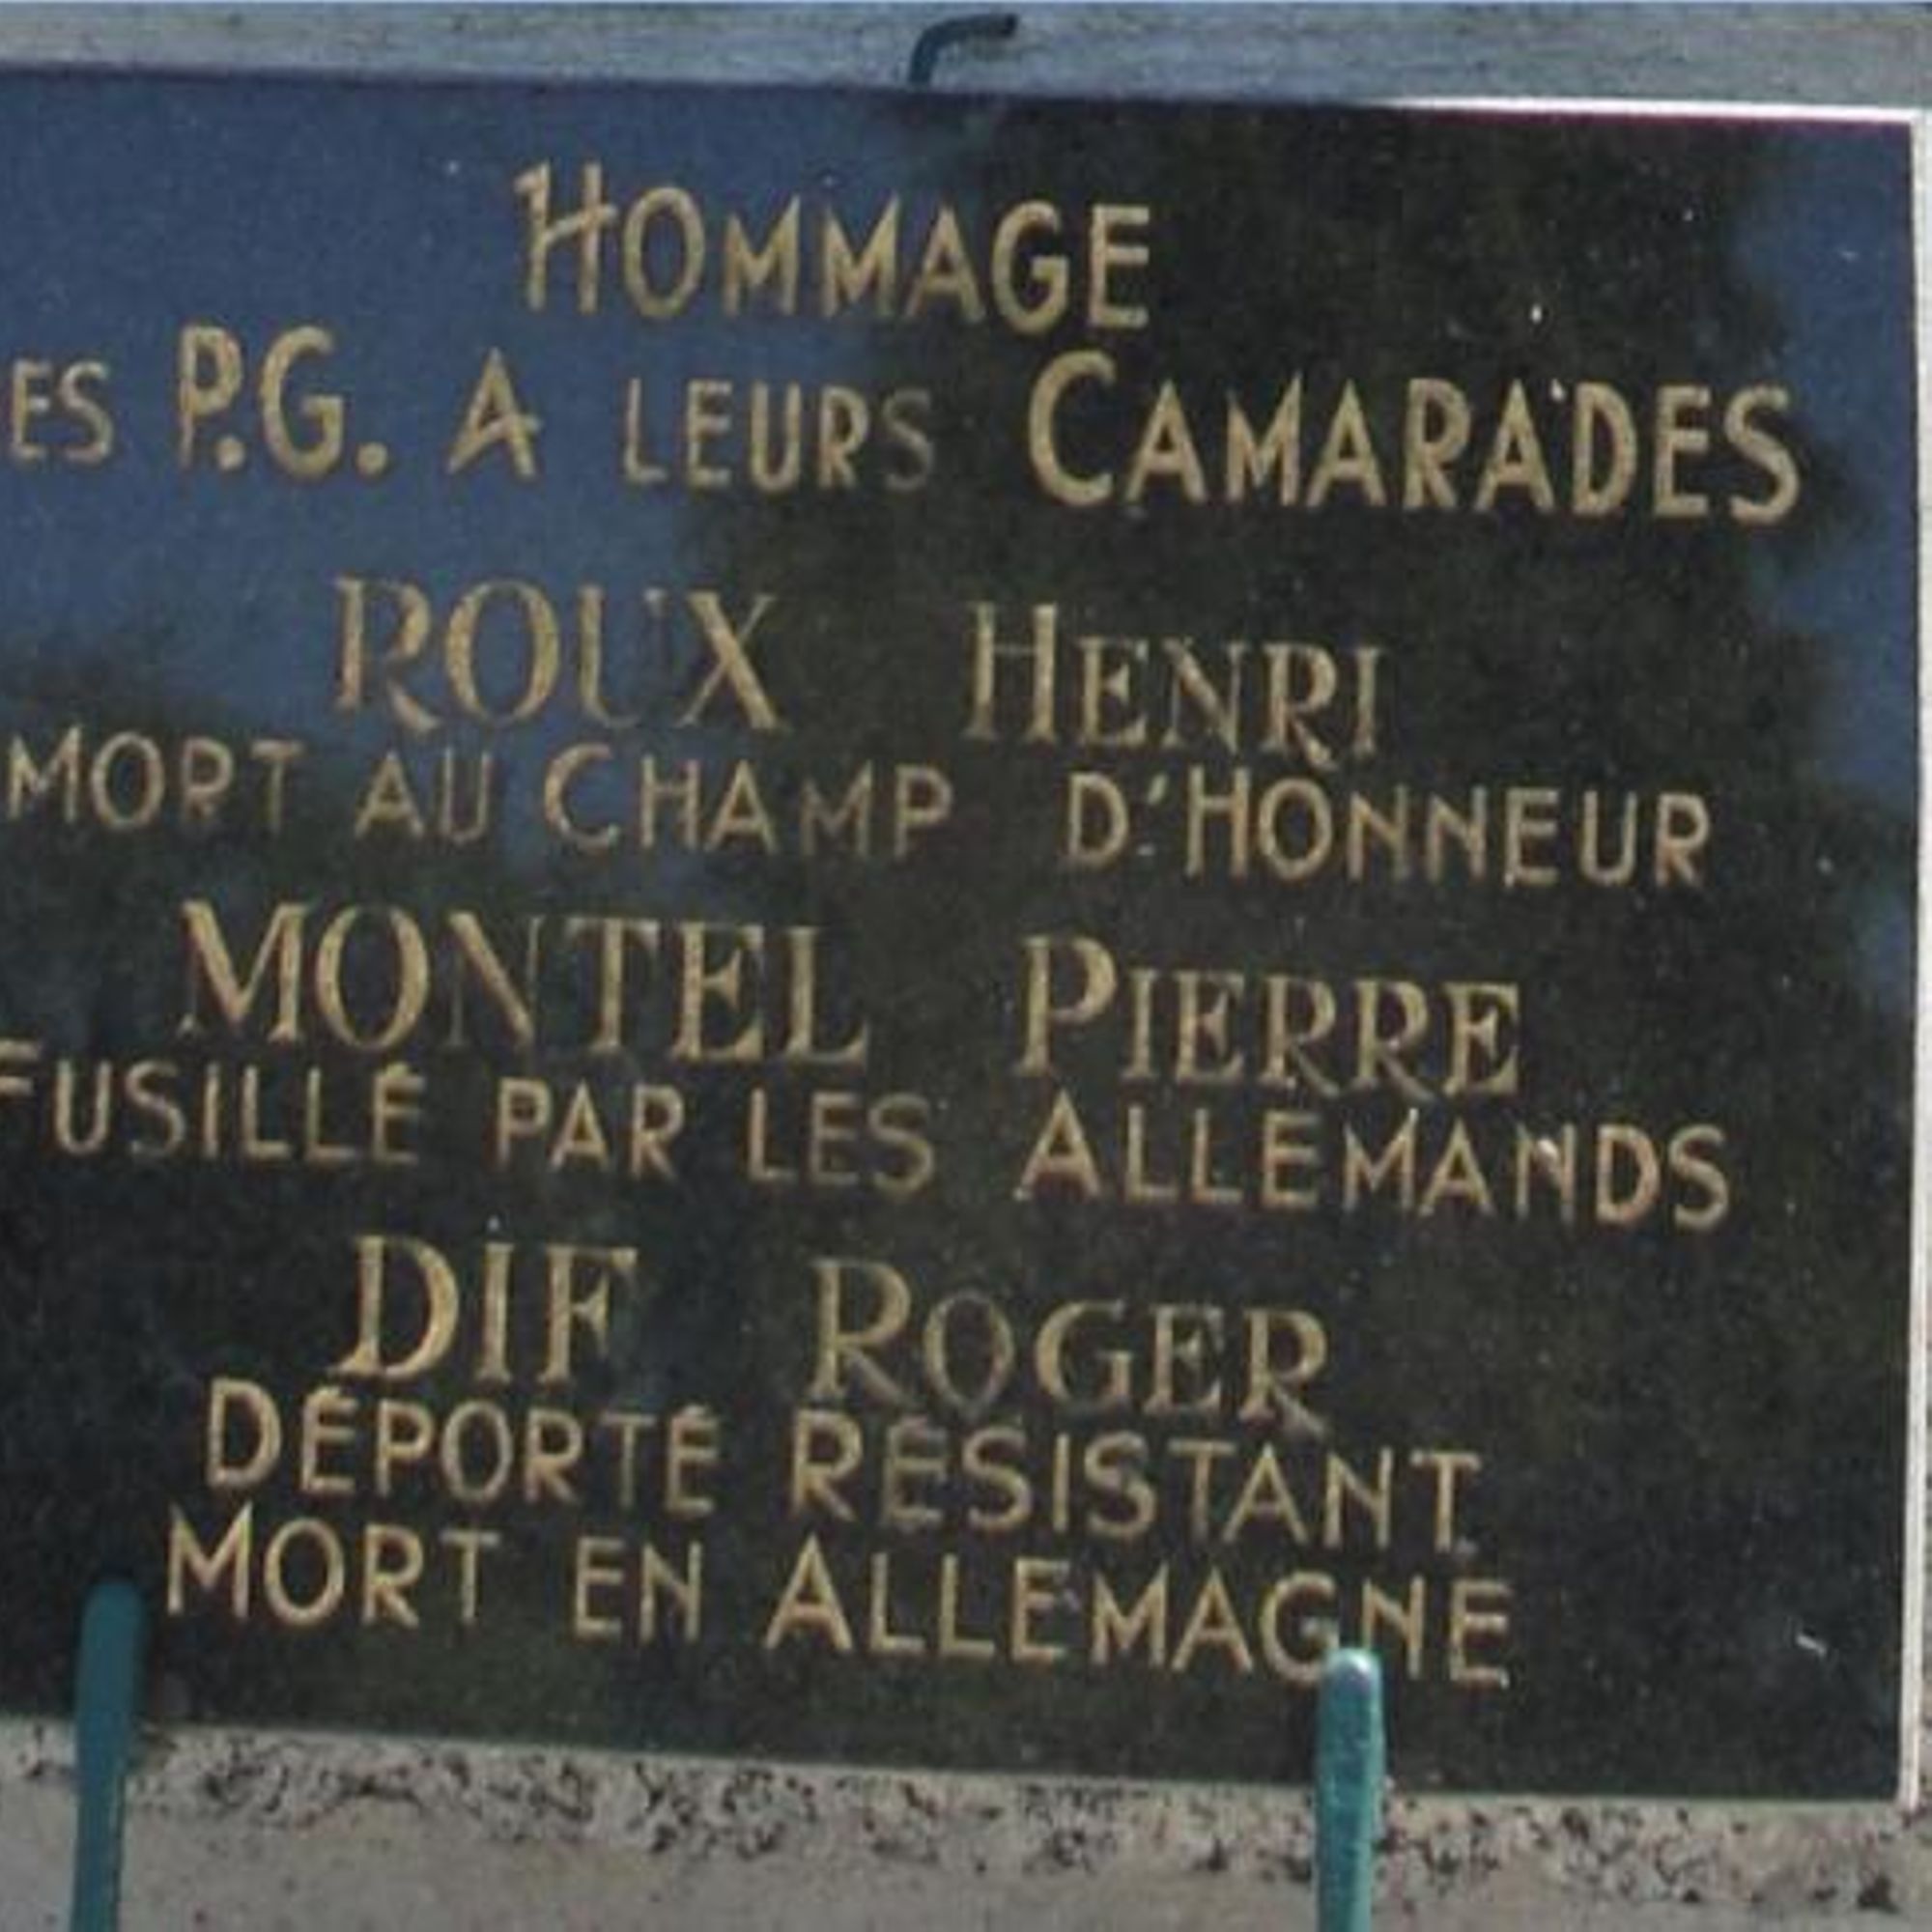 HOMMAGE
ES P.G. A LEURS CAMARADES
ROUX HENRI
MORT AU CHAMP D'HONNEUR
MONTEL PIERRE
FUSILLÉ PAR LES ALLEMANDS
DIF ROGER
DÉPORTÉ RÉSISTANT
MORT EN ALLEMAGNE